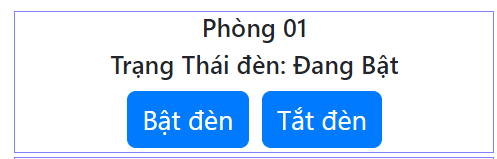 Phòng 01
Trạng Thái đèn: Đang Bật
Bật đèn Tắt đèn